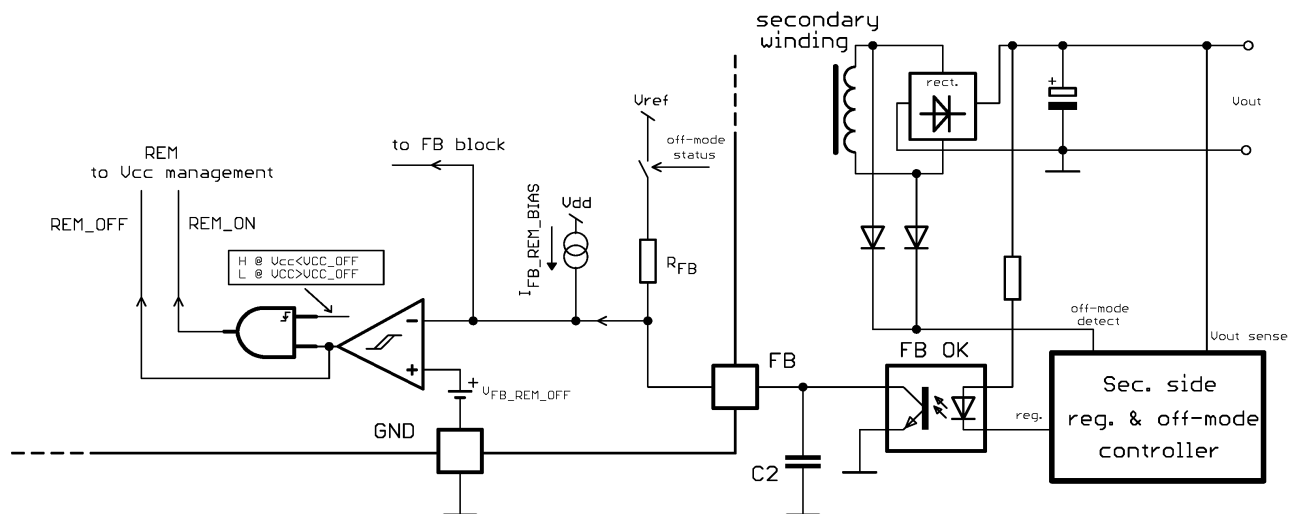 secondary
winding
rect.
Vout
Vref
off-mode
status
to FB block
REM
to Vcc management
REM_OFF
REM_ON
H @ Vcc<VCC_OFF
L @ VCC>VCC_OFF
IFB_REM_BIAS
Vdd
RFB
+
-
+
+
VFB_REM_OFF
GND
FB
C2
FB OK
off-mode
detect
Vout sense
reg.
Sec. side
reg. & off-mode
controller